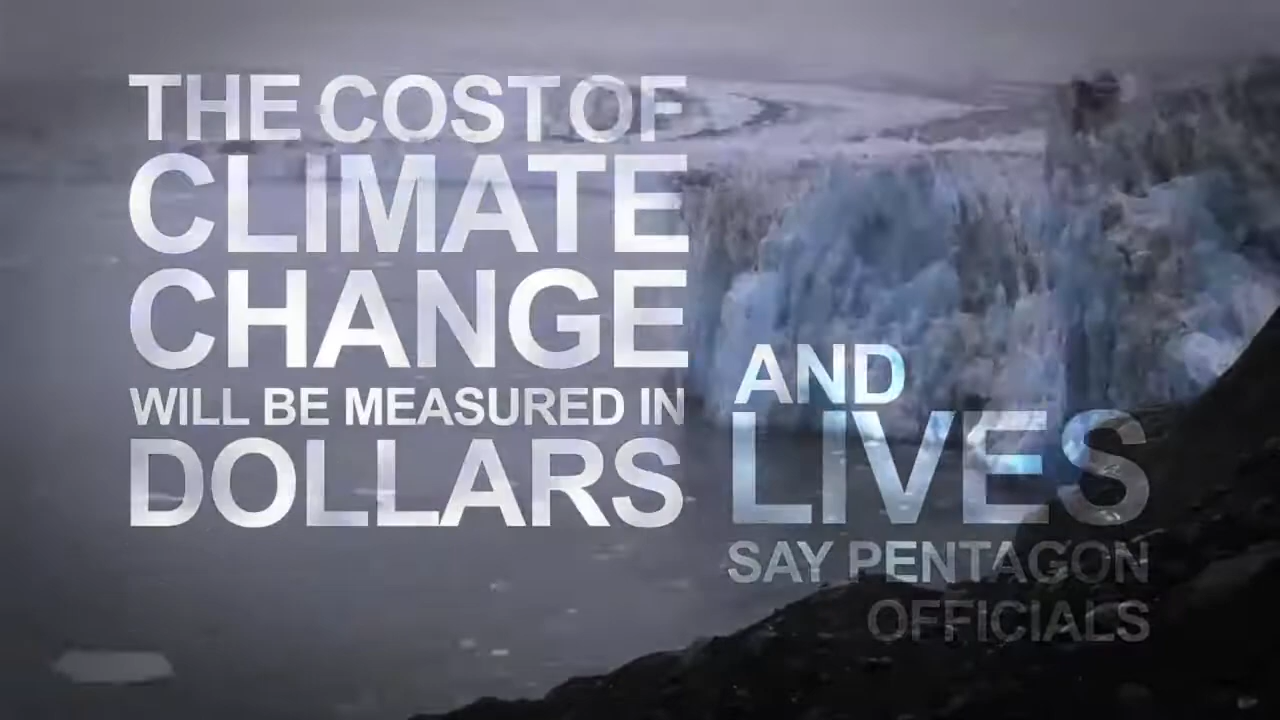 THE COST OF
CLIMATE
CHANGE
WILL BE MEASURED IN
DOLLARS
AND
LIVES
SAY PENTAGON
OFFICIALS